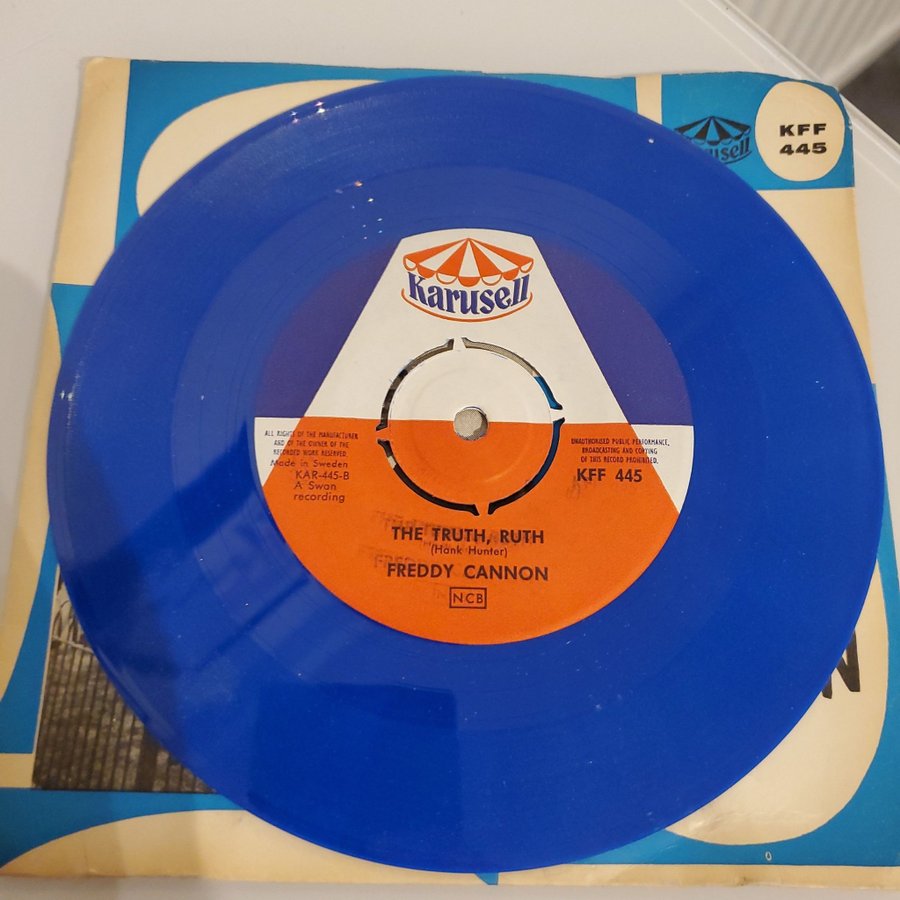 KFF
445
Karusell
ALL RIGHTS OF THE MANUFACTURER
AND OF THE OWNER OF THE
RECORDED WORK RESERVED.
Made in Sweden
KAR-445-B
A Swan
recording
UNAUTHORISED PUBLIC PERFORMANCE,
BROADCASTING AND COPYING
OF THIS RECORD PROHIBITED.
KFF 445
THE TRUTH, RUTH
(Hank Hunter)
FREDDY CANNON
NCB